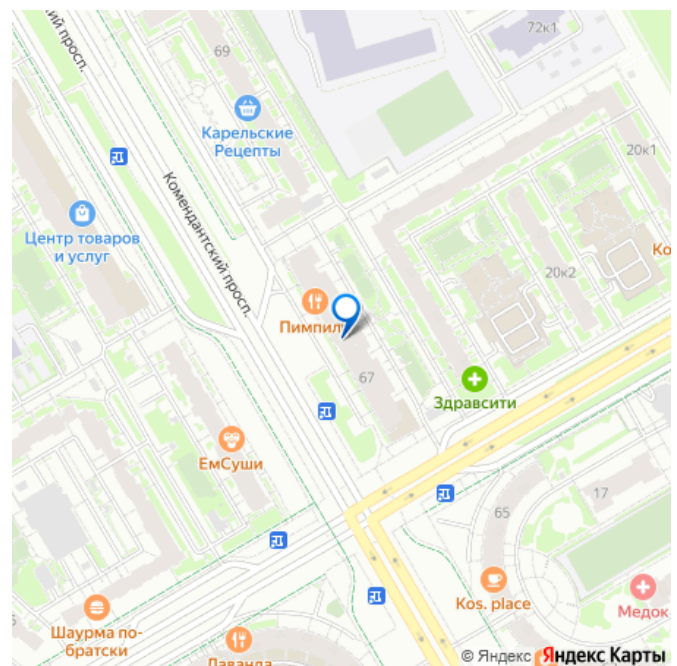 просп.
69
72к1
Карельские
Рецепты
20к1
Комендантский просп.
Центр товаров
и услуг
20к2
Ко
Пимпил
67
Здравсити
ЕмСуши
17
65
Kos. place
Медок
Шаурма по-
братски
Лаванда
© Яндекс Яндекс Карты